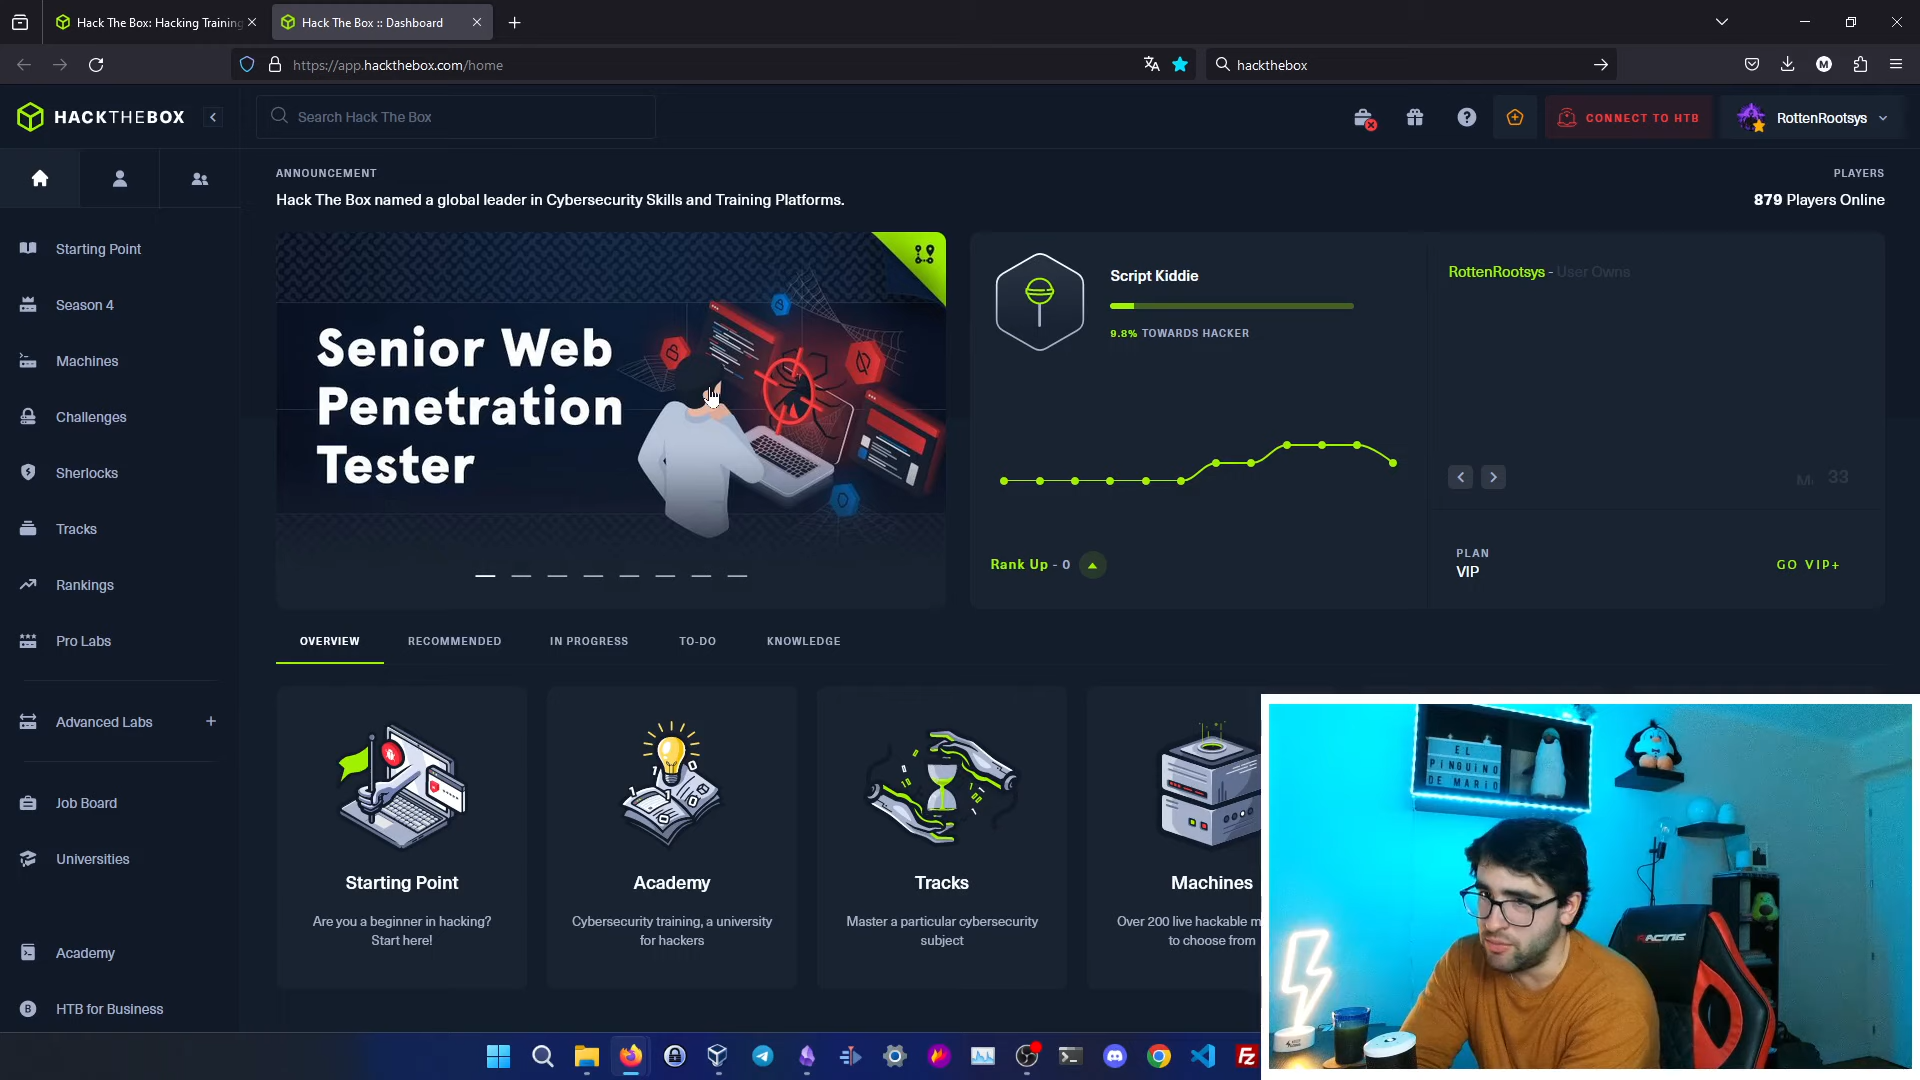 Hack The Box: Hacking Training
Hack The Box :: Dashboard
https://app.hackthebox.com/home
hackthebox
M
HACKTHEBOX
Search Hack The Box
CONNECT TO HTB
RottenRootsys
ANNOUNCEMENT
Hack The Box named a global leader in Cybersecurity Skills and Training Platforms.
PLAYERS
879 Players Online
Starting Point
Season 4
Machines
Challenges
Sherlocks
Tracks
Rankings
Pro Labs
Advanced Labs
Job Board
Universities
Academy
HTB for Business
Senior Web
Penetration
Tester
Script Kiddie
9.8% TOWARDS HACKER
Rank Up - 0
RottenRootsys - User Owns
33
PLAN
VIP
GO VIP+
OVERVIEW
RECOMMENDED
IN PROGRESS
TO-DO
KNOWLEDGE
Starting Point
Are you a beginner in hacking?
Start here!
Academy
Cybersecurity training, a university
for hackers
Tracks
Master a particular cybersecurity
subject
Machines
Over 200 live hackable m
to choose from
EL
PINGUINO
DE MARIO
RACING
FZ